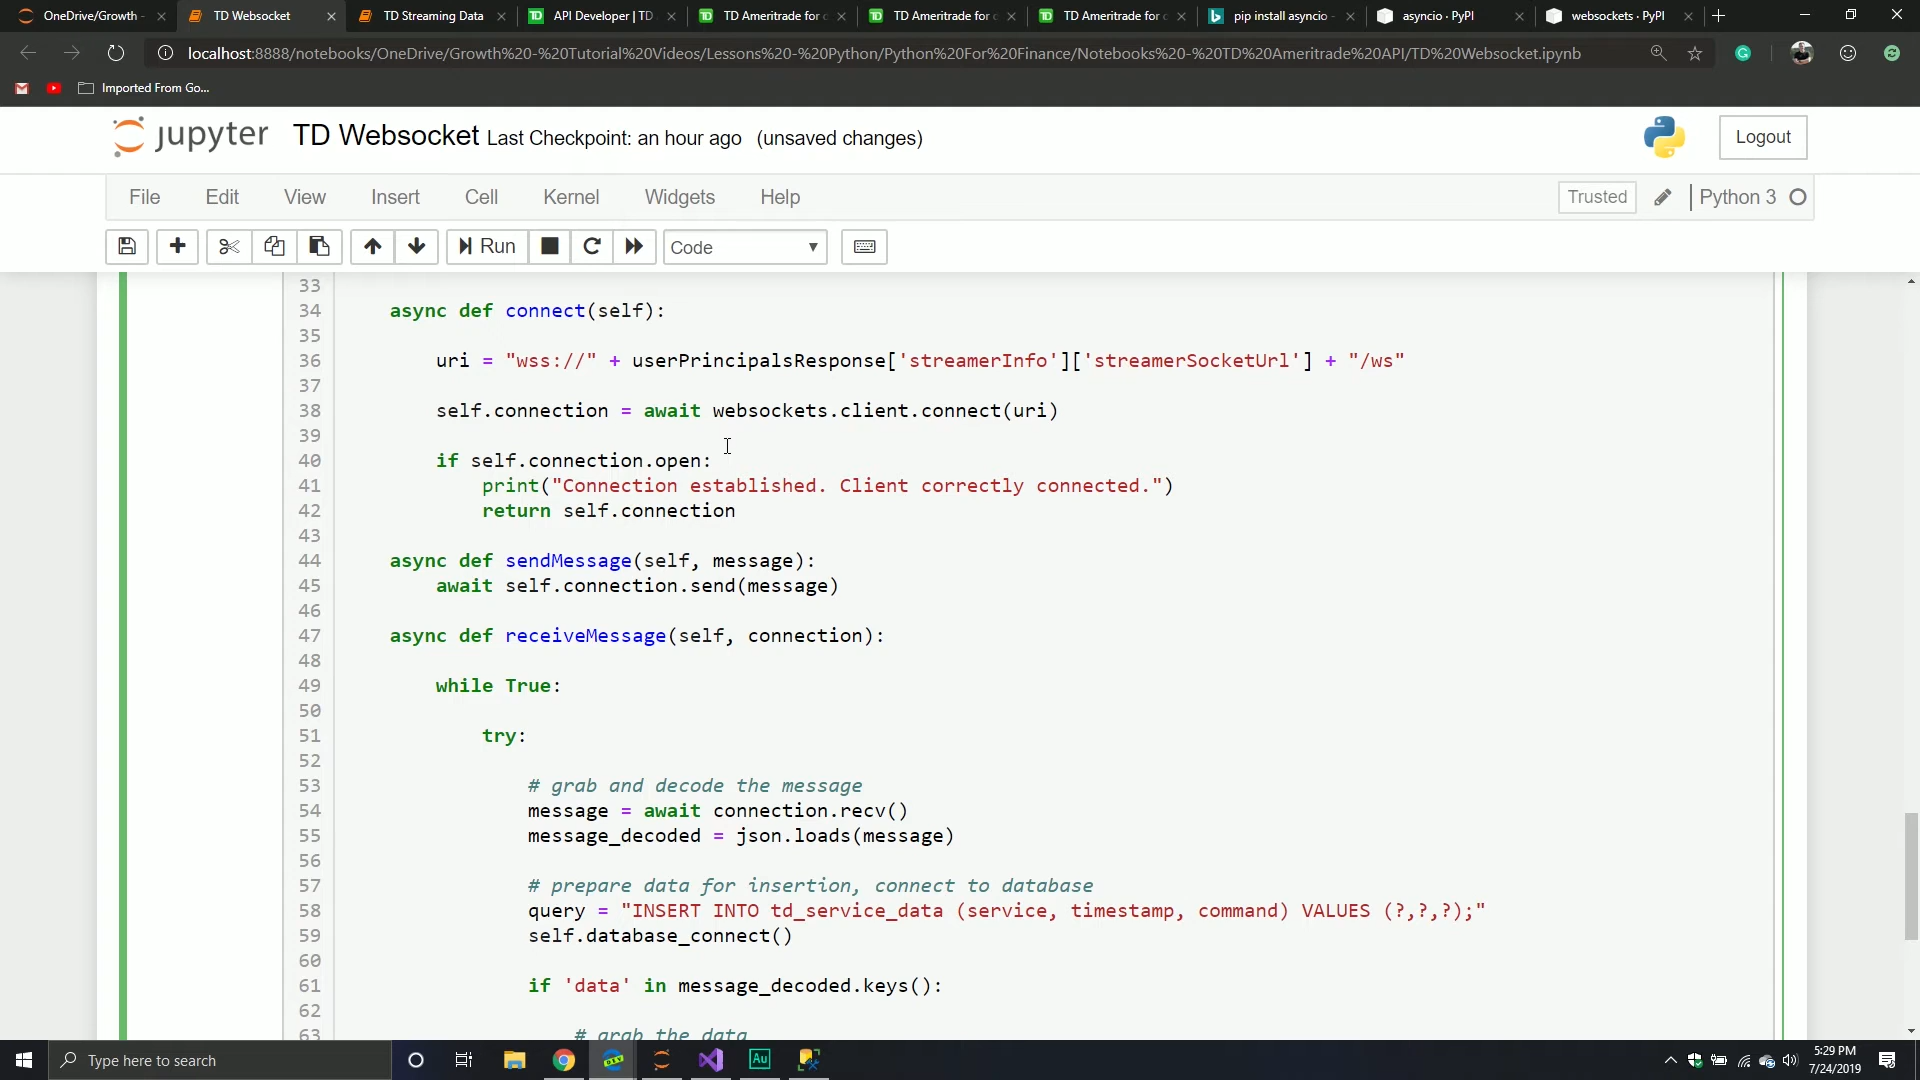 OneDrive/Growth -
TD Websocket
TD Streaming Data
API Developer | TD
TD Ameritrade for d
TD Ameritrade for c
TD Ameritrade for c
pip install asyncio -
asyncio · PyPI
websockets · PyPI
localhost:8888/notebooks/OneDrive/Growth%20-%20Tutorial%20Videos/Lessons%20-%20Python/Python%20For%20Finance/Notebooks%20-%20TD%20Ameritrade%20API/TD%20Websocket.ipynb
Imported From Go...
jupyter TD Websocket Last Checkpoint: an hour ago (unsaved changes)
Logout
File Edit View Insert Cell Kernel Widgets Help
Trusted Python 3
Run Code
33
34 async def connect(self):
35
36 uri = "wss://" + userPrincipalsResponse['streamerInfo']['streamerSocketUrl'] + "/ws"
37
38 self.connection = await websockets.client.connect(uri)
39
40 if self.connection.open:
41 print("Connection established. Client correctly connected.")
42 return self.connection
43
44 async def sendMessage(self, message):
45 await self.connection.send(message)
46
47 async def receiveMessage(self, connection):
48
49 while True:
50
51 try:
52
53 # grab and decode the message
54 message = await connection.recv()
55 message_decoded = json.loads(message)
56
57 # prepare data for insertion, connect to database
58 query = "INSERT INTO td_service_data (service, timestamp, command) VALUES (?,?,?);"
59 self.database_connect()
60
61 if 'data' in message_decoded.keys():
62
63 # grab the data
Type here to search
DEV
Au
5:29 PM
7/24/2019